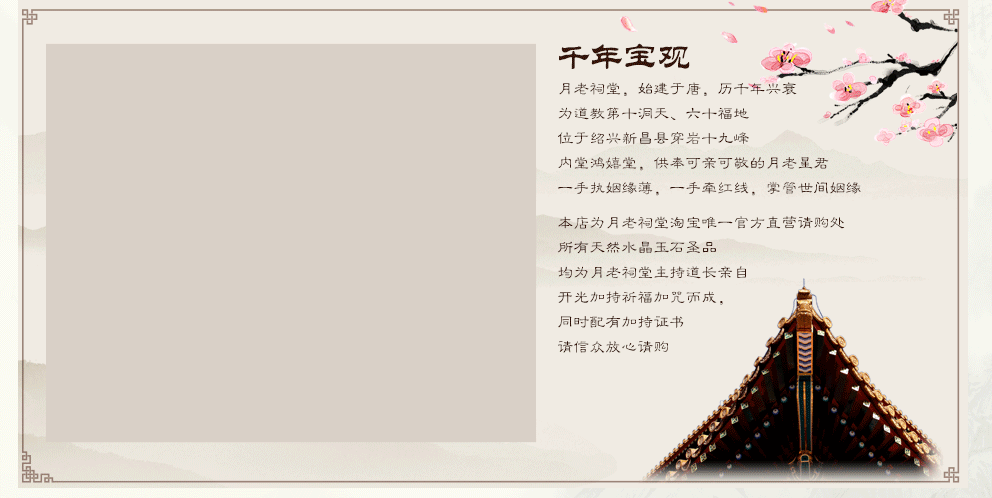 千年宝观
月老祠堂，始建于唐，历千年兴衰
为道教第十洞天、六十福地
位于绍兴新昌县穿岩十九峰
内堂鸿嬉堂，供奉可亲可敬的月老星君
一手执姻缘薄，一手牵红线，掌管世间姻缘
本店为月老祠堂淘宝唯一官方直营请购处
所有天然水晶玉石圣品
均为月老祠堂主持道长亲自
开光加持祈福加咒而成，
同时配有加持证书
请信众放心请购